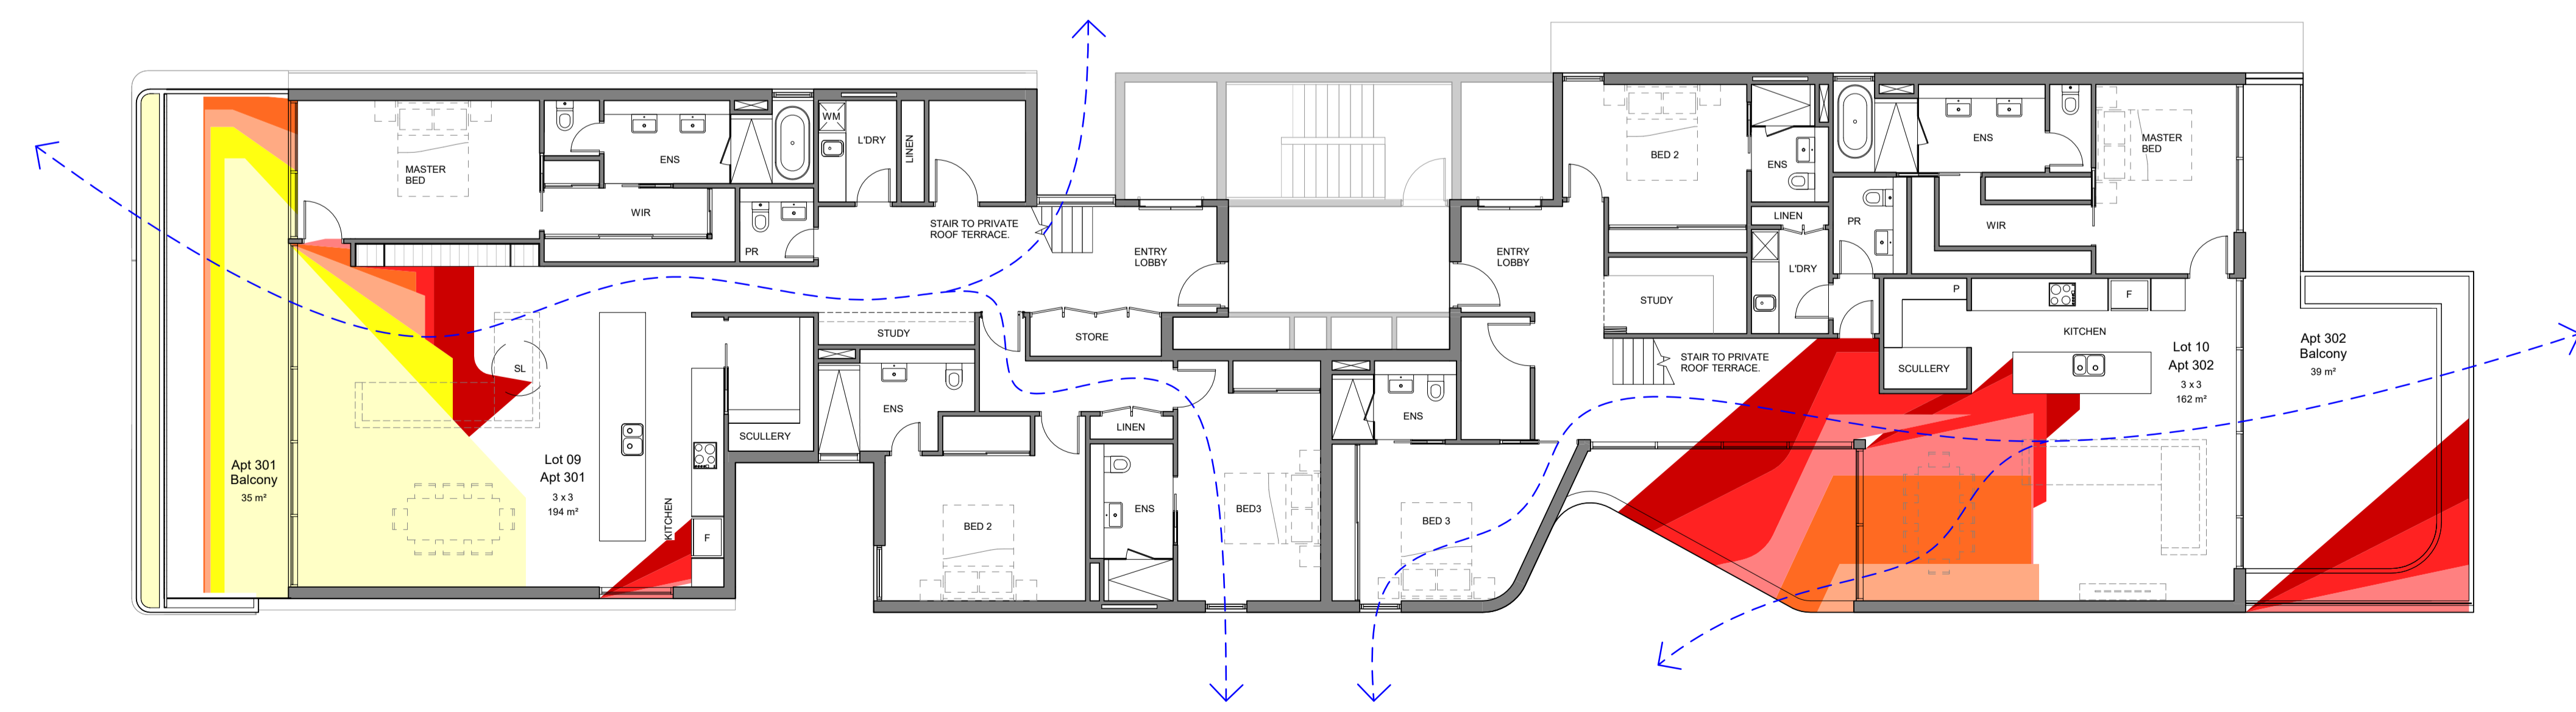 MASTER
BED
ENS
WIR
PR
WM
L'DRY
LINEN
STAIR TO PRIVATE
ROOF TERRACE.
ENTRY
LOBBY
STUDY
STORE
SL
SCULLERY
KITCHEN
F
Apt 301
Balcony
35 m²
Lot 09
Apt 301
3 x 3
194 m²
ENS
BED 2
LINEN
ENS
BED3
ENTRY
LOBBY
BED 2
ENS
LINEN
L'DRY
STUDY
PR
ENS
WIR
MASTER
BED
STAIR TO PRIVATE
ROOF TERRACE.
P
SCULLERY
F
KITCHEN
Lot 10
Apt 302
3 x 3
162 m²
Apt 302
Balcony
39 m²
ENS
BED 3